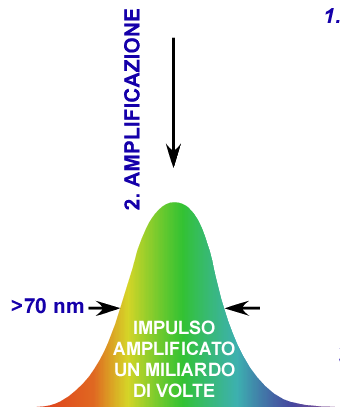 1.
2. AMPLIFICAZIONE
>70 nm
IMPULSO
AMPLIFICATO
UN MILIARDO
DI VOLTE